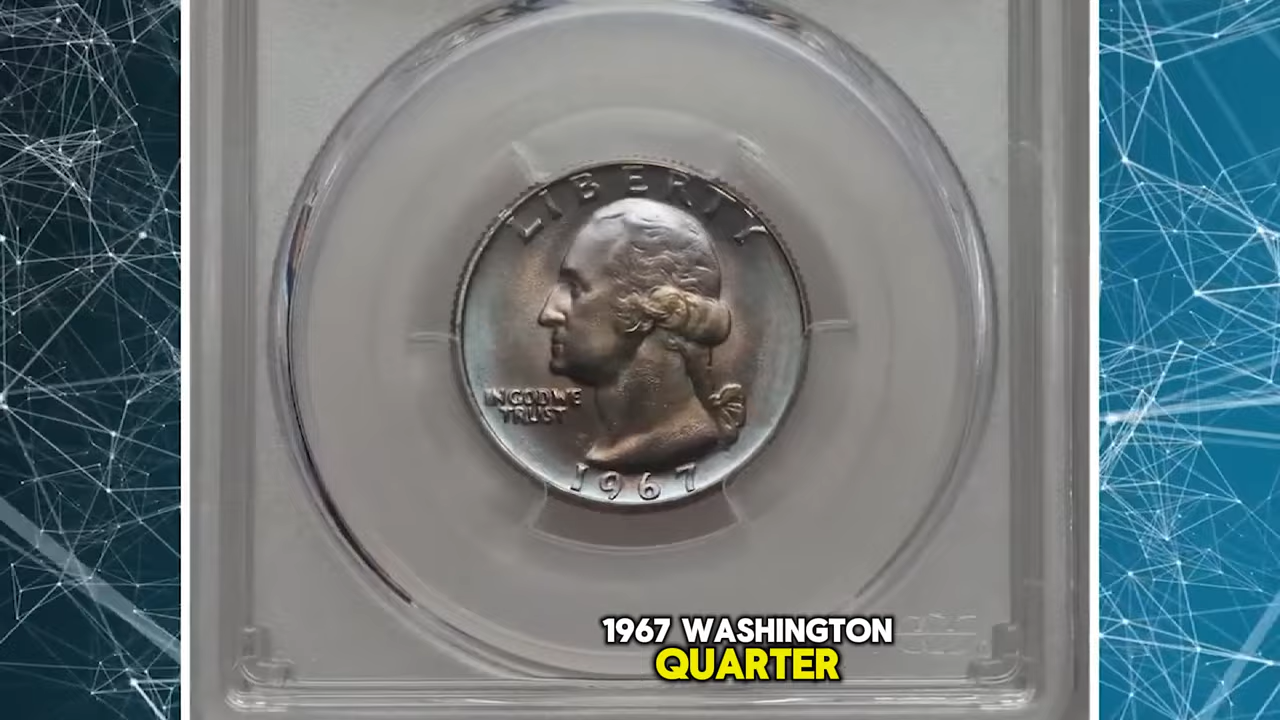 LIBERTY
IN GOD WE
TRUST
1967
1967 WASHINGTON
QUARTER